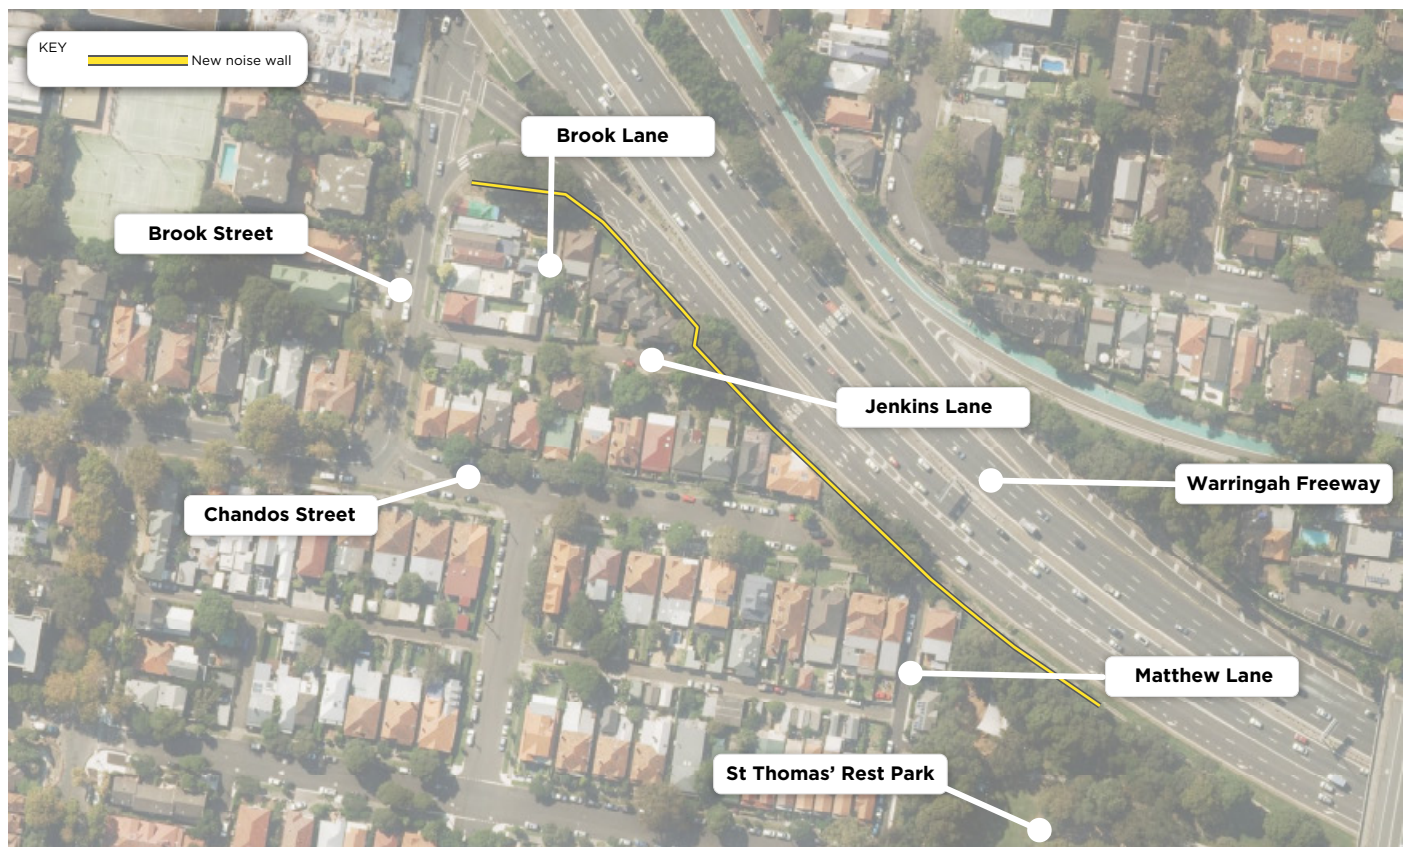 KEY
New noise wall
Brook Lane
Brook Street
Jenkins Lane
Warringah Freeway
Chandos Street
Matthew Lane
St Thomas’ Rest Park